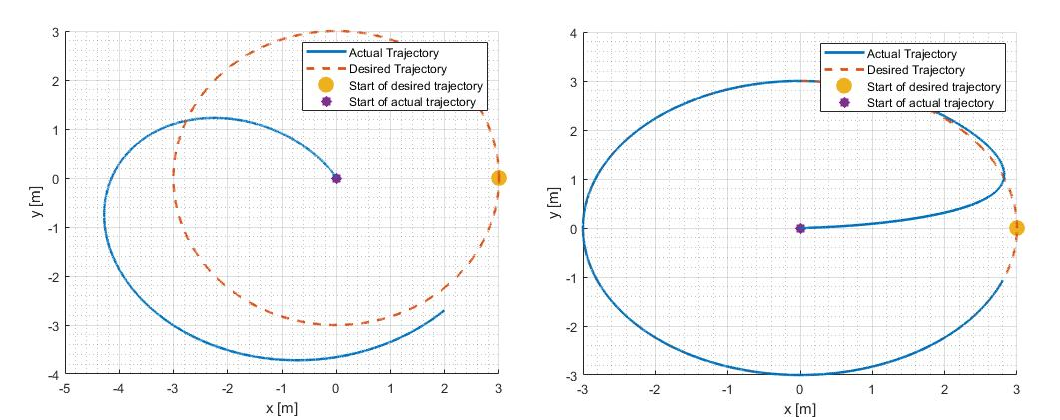 3
2
1
0
-1
-2
-3
-4
y [m]
-5
-4
-3
-2
-1
0
1
2
3
x [m]
Actual Trajectory
Desired Trajectory
Start of desired trajectory
Start of actual trajectory
4
3
2
1
0
-1
-2
-3
y [m]
-3
-2
-1
0
1
2
3
x [m]
Actual Trajectory
Desired Trajectory
Start of desired trajectory
Start of actual trajectory